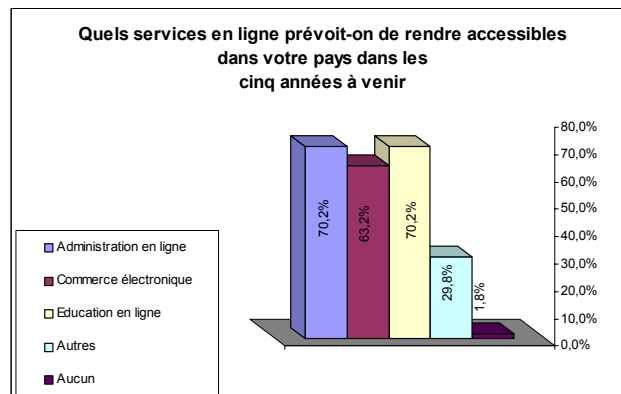 Quels services en ligne prévoit-on de rendre accessibles
dans votre pays dans les
cinq années à venir
80,0%
70,0%
60,0%
50,0%
40,0%
30,0%
20,0%
10,0%
0,0%
70,2%
63,2%
70,2%
29,8%
1,8%
Administration en ligne
Commerce électronique
Education en ligne
Autres
Aucun